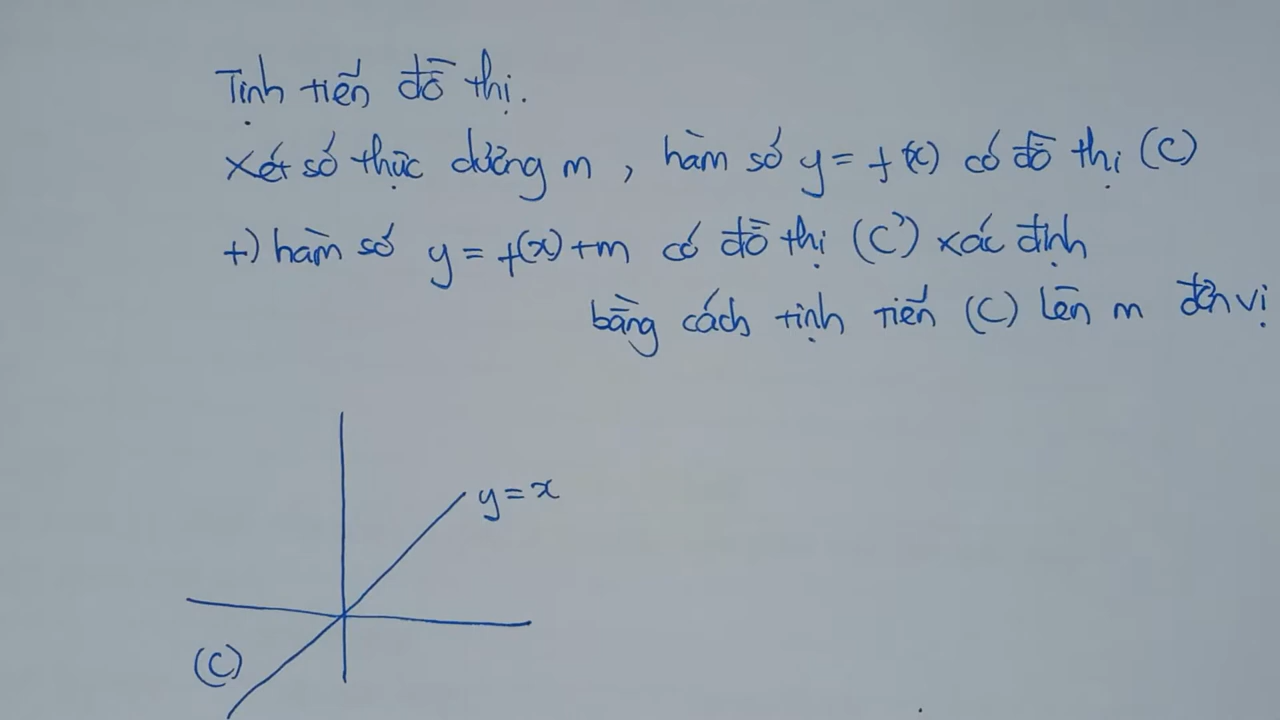 Tịnh tiến đồ thị.
Xét số thực dương m, hàm số y = f(x) có đồ thị (C)
+) hàm số y = f(x) + m có đồ thị (C') xác định
bằng cách tịnh tiến (C) lên m đơn vị
y = x
(C)